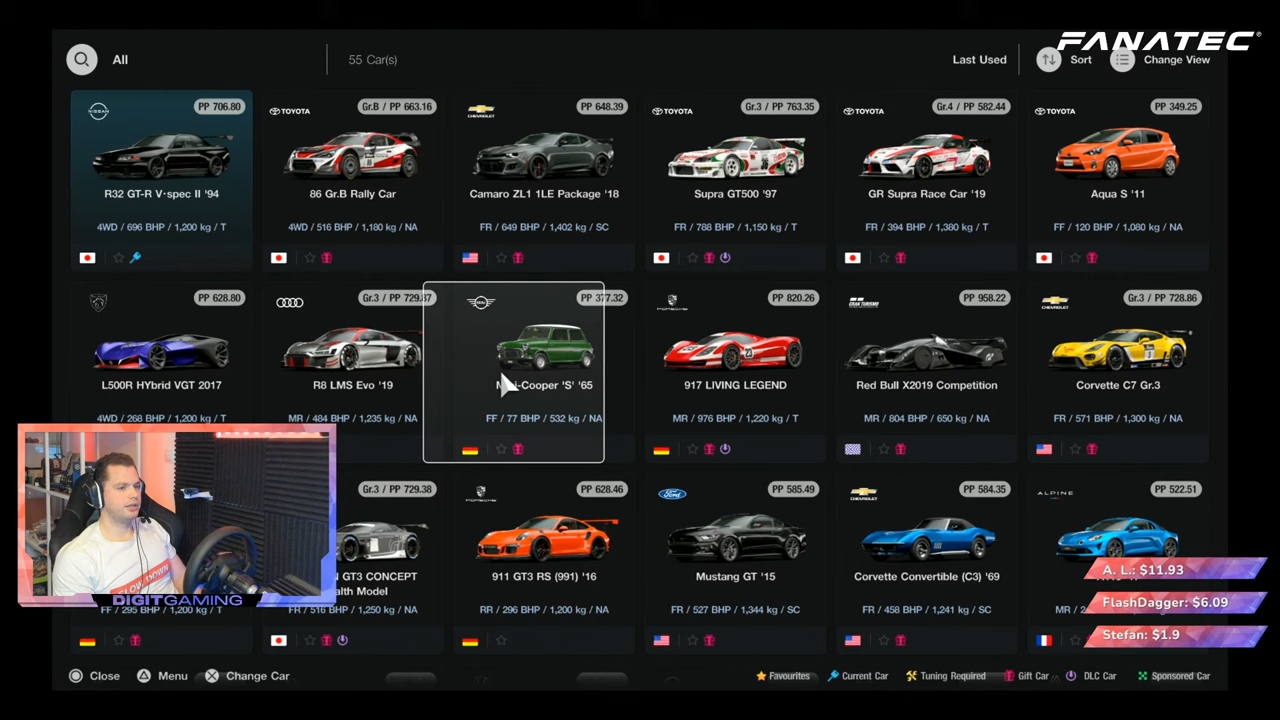 FANATEC®
All
55 Car(s)
Last Used
Sort
Change View
NISSAN
PP 706.80
R32 GT-R V·spec II '94
4WD / 696 BHP / 1,200 kg / T
TOYOTA
Gr.B / PP 663.16
86 Gr.B Rally Car
4WD / 516 BHP / 1,180 kg / NA
CHEVROLET
PP 648.39
Camaro ZL1 1LE Package '18
FR / 649 BHP / 1,402 kg / SC
TOYOTA
Gr.3 / PP 763.35
Supra GT500 '97
FR / 788 BHP / 1,150 kg / T
TOYOTA
Gr.4 / PP 582.44
GR Supra Race Car '19
FR / 394 BHP / 1,380 kg / T
TOYOTA
PP 349.25
Aqua S '11
FF / 120 BHP / 1,080 kg / NA
PP 628.80
L500R HYbrid VGT 2017
4WD / 268 BHP / 1,200 kg / T
Gr.3 / PP 729.87
R8 LMS Evo '19
MR / 484 BHP / 1,235 kg / NA
PP 377.32
-Cooper 'S' '65
FF / 77 BHP / 532 kg / NA
PORSCHE
PP 820.26
917 LIVING LEGEND
MR / 976 BHP / 1,220 kg / T
GRAN TURISMO
PP 958.22
Red Bull X2019 Competition
MR / 804 BHP / 650 kg / NA
CHEVROLET
Gr.3 / PP 728.86
Corvette C7 Gr.3
FR / 571 BHP / 1,300 kg / NA
FF / 295 BHP / 1,200 kg / T
Gr.3 / PP 729.38
GT3 CONCEPT
alth Model
FR / 516 BHP / 1,250 kg / NA
PORSCHE
PP 628.46
911 GT3 RS (991) '16
RR / 296 BHP / 1,200 kg / NA
Ford
PP 585.49
Mustang GT '15
FR / 527 BHP / 1,344 kg / SC
CHEVROLET
PP 584.35
Corvette Convertible (C3) '69
FR / 458 BHP / 1,241 kg / SC
ALPINE
PP 522.51
A. L.: $11.93
FlashDagger: $6.09
Stefan: $1.9
DIGITGAMING
Close
Menu
Change Car
Favourites
Current Car
Tuning Required
Gift Car
DLC Car
Sponsored Car